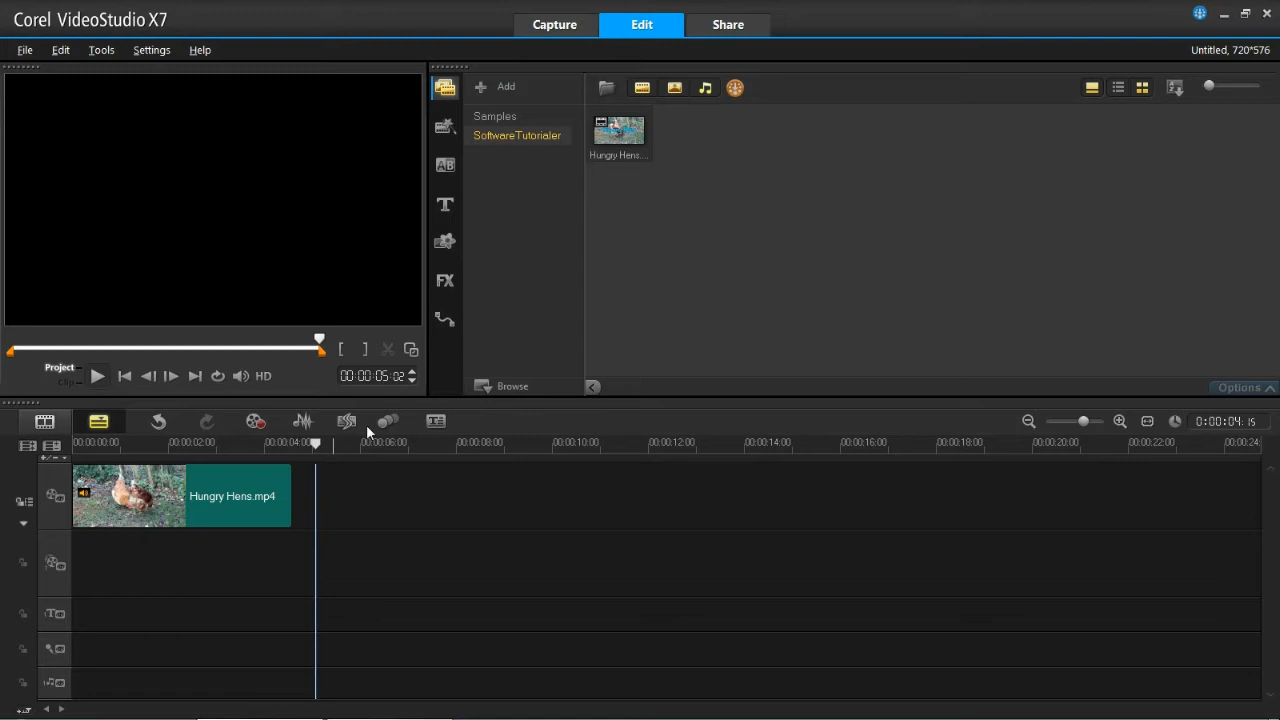 Corel VideoStudio X7
Capture
Edit
Share
File
Edit
Tools
Settings
Help
Untitled, 720*576
Add
Samples
SoftwareTutorialer
Hungry Hens....
AB
T
FX
Project
Clip
HD
00:00:05:02
Browse
Options
0:00:04:15
00:00:00:00
00:00:02:00
00:00:04:00
00:00:06:00
00:00:08:00
00:00:10:00
00:00:12:00
00:00:14:00
00:00:16:00
00:00:18:00
00:00:20:00
00:00:22:00
00:00:24:
Hungry Hens.mp4
1T